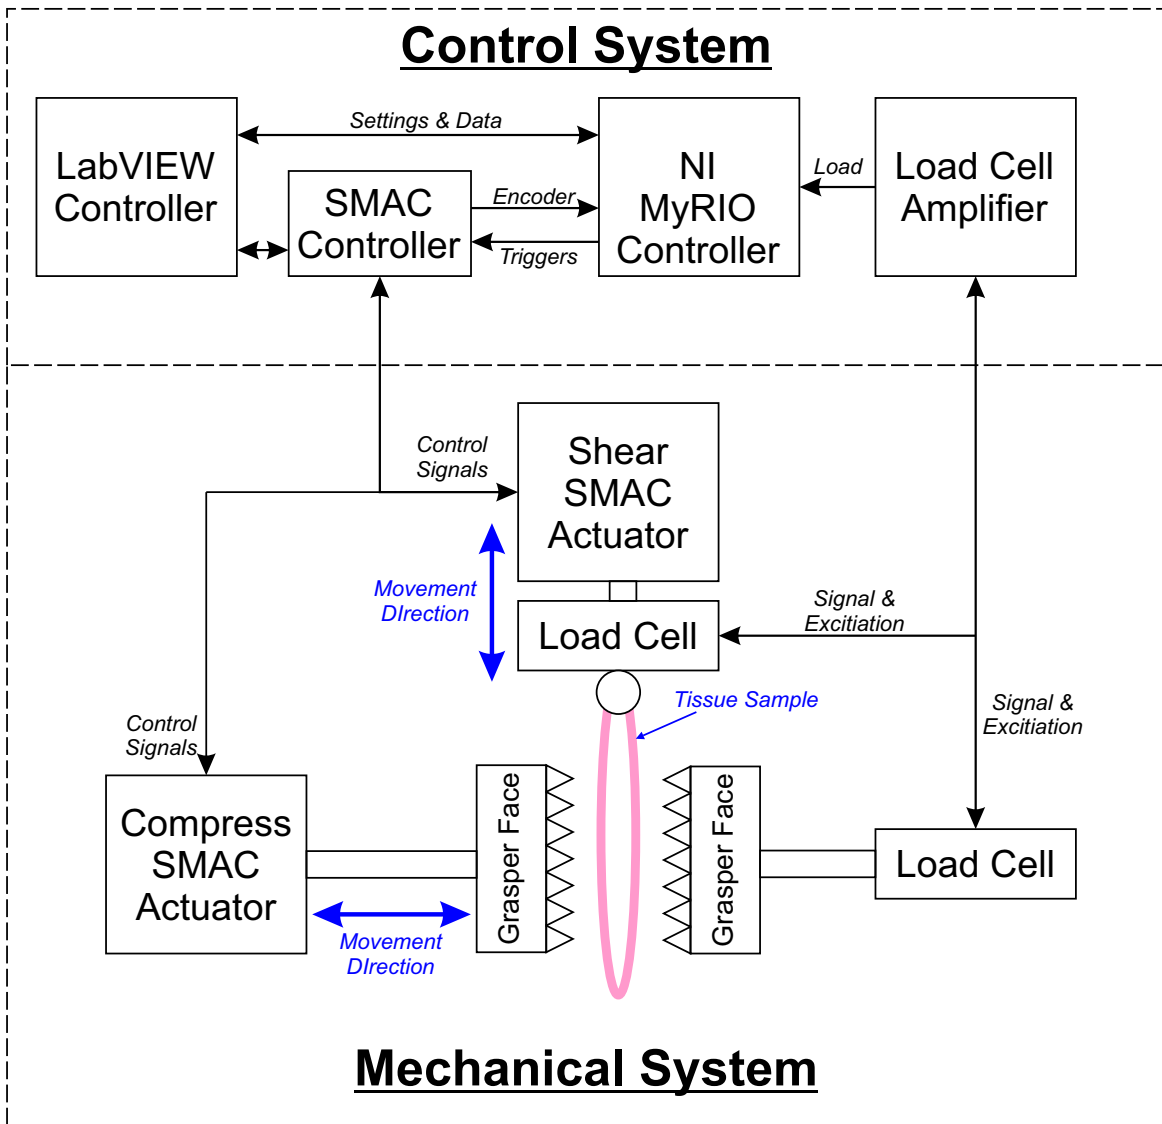 Control System
LabVIEW
Controller
Settings & Data
SMAC
Controller
Encoder
Triggers
NI
MyRIO
Controller
Load
Load Cell
Amplifier
Control
Signals
Shear
SMAC
Actuator
Movement
DIrection
Load Cell
Signal &
Excitiation
Tissue Sample
Signal &
Excitiation
Control
Signals
Compress
SMAC
Actuator
Movement
DIrection
Grasper Face
Grasper Face
Load Cell
Mechanical System